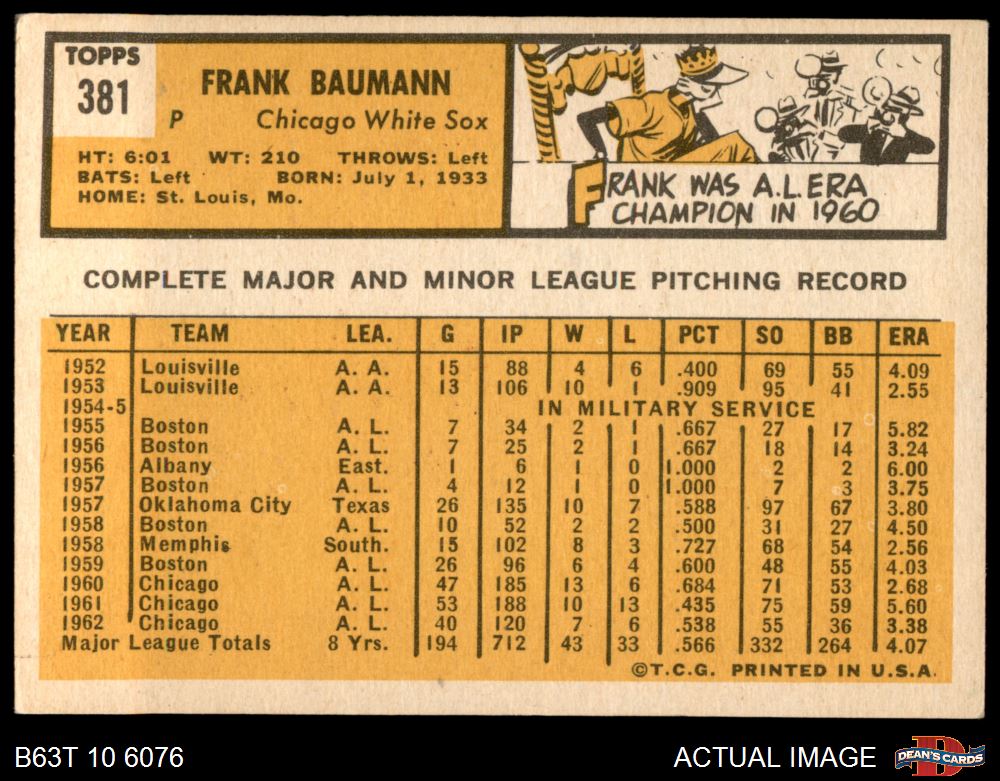 TOPPS
381
FRANK BAUMANN
P Chicago White Sox
HT: 6:01 WT: 210 THROWS: Left
BATS: Left BORN: July 1, 1933
HOME: St. Louis, Mo.
FRANK WAS A.L. ERA
CHAMPION IN 1960
COMPLETE MAJOR AND MINOR LEAGUE PITCHING RECORD
YEAR TEAM LEA. G IP W L PCT SO BB ERA
1952 Louisville A. A. 15 88 4 6 .400 69 55 4.09
1953 Louisville A. A. 13 106 10 1 .909 95 41 2.55
1954-5 IN MILITARY SERVICE
1955 Boston A. L. 7 34 2 1 .667 27 17 5.82
1956 Boston A. L. 7 25 2 1 .667 18 14 3.24
1956 Albany East. 1 6 1 0 1.000 2 2 6.00
1957 Boston A. L. 4 12 1 0 1.000 7 3 3.75
1957 Oklahoma City Texas 26 135 10 7 .588 97 67 3.80
1958 Boston A. L. 10 52 2 2 .500 31 27 4.50
1958 Memphis South. 15 102 8 3 .727 68 54 2.56
1959 Boston A. L. 26 96 6 4 .600 48 55 4.03
1960 Chicago A. L. 47 185 13 6 .684 71 53 2.68
1961 Chicago A. L. 53 188 10 13 .435 75 59 5.60
1962 Chicago A. L. 40 120 7 6 .538 55 36 3.38
Major League Totals 8 Yrs. 194 712 43 33 .566 332 264 4.07
©T.C.G. PRINTED IN U.S.A.
B63T 10 6076 ACTUAL IMAGE
D
DEAN'S CARDS